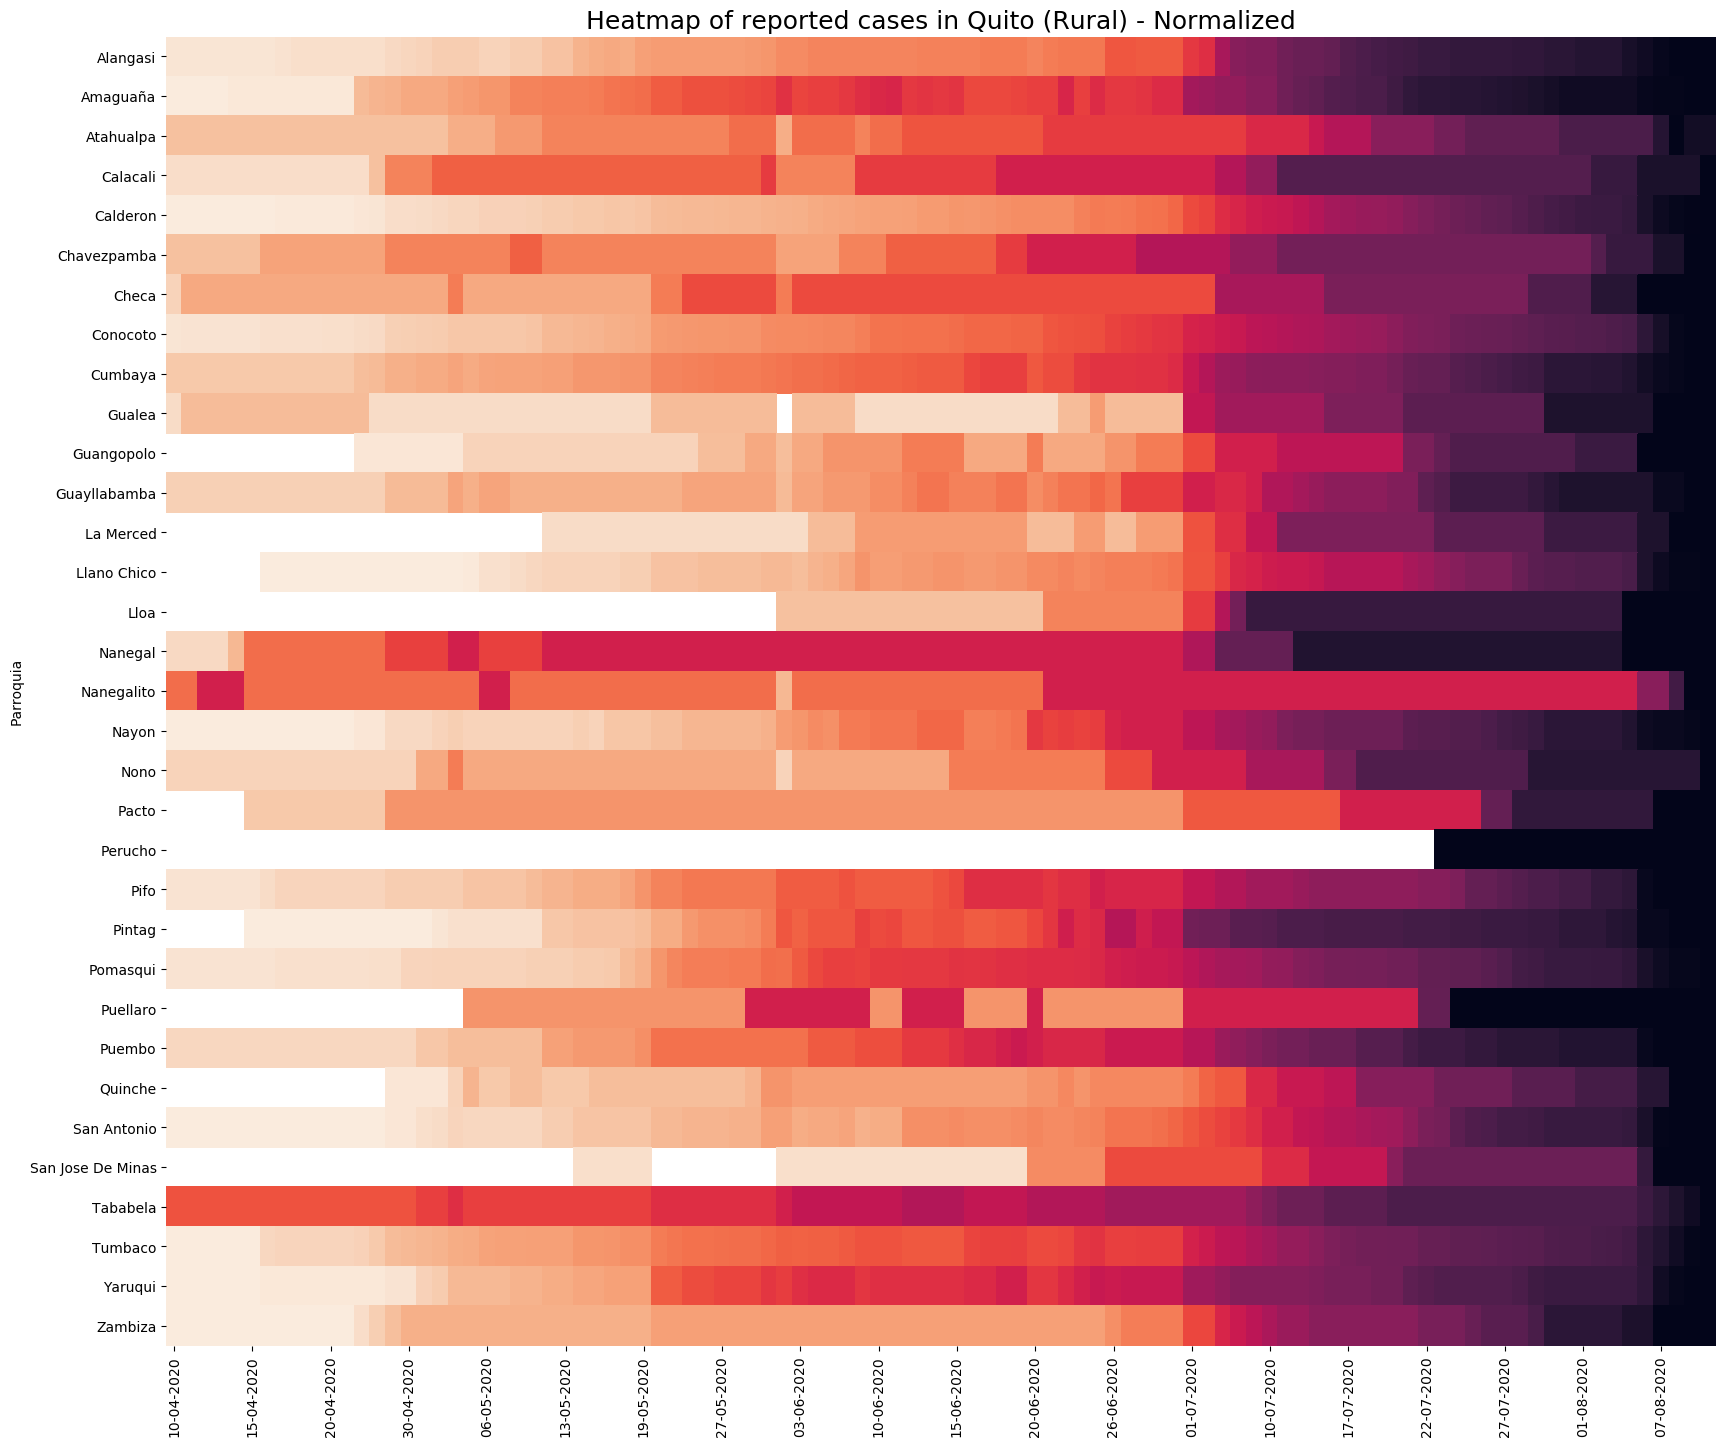 Heatmap of reported cases in Quito (Rural) - Normalized
Parroquia
Alangasi
Amaguaña
Atahualpa
Calacali
Calderon
Chavezpamba
Checa
Conocoto
Cumbaya
Gualea
Guangopolo
Guayllabamba
La Merced
Llano Chico
Lloa
Nanegal
Nanegalito
Nayon
Nono
Pacto
Perucho
Pifo
Pintag
Pomasqui
Puellaro
Puembo
Quinche
San Antonio
San Jose De Minas
Tababela
Tumbaco
Yaruqui
Zambiza
10-04-2020
15-04-2020
20-04-2020
30-04-2020
06-05-2020
13-05-2020
19-05-2020
27-05-2020
03-06-2020
10-06-2020
15-06-2020
20-06-2020
26-06-2020
01-07-2020
10-07-2020
17-07-2020
22-07-2020
27-07-2020
01-08-2020
07-08-2020